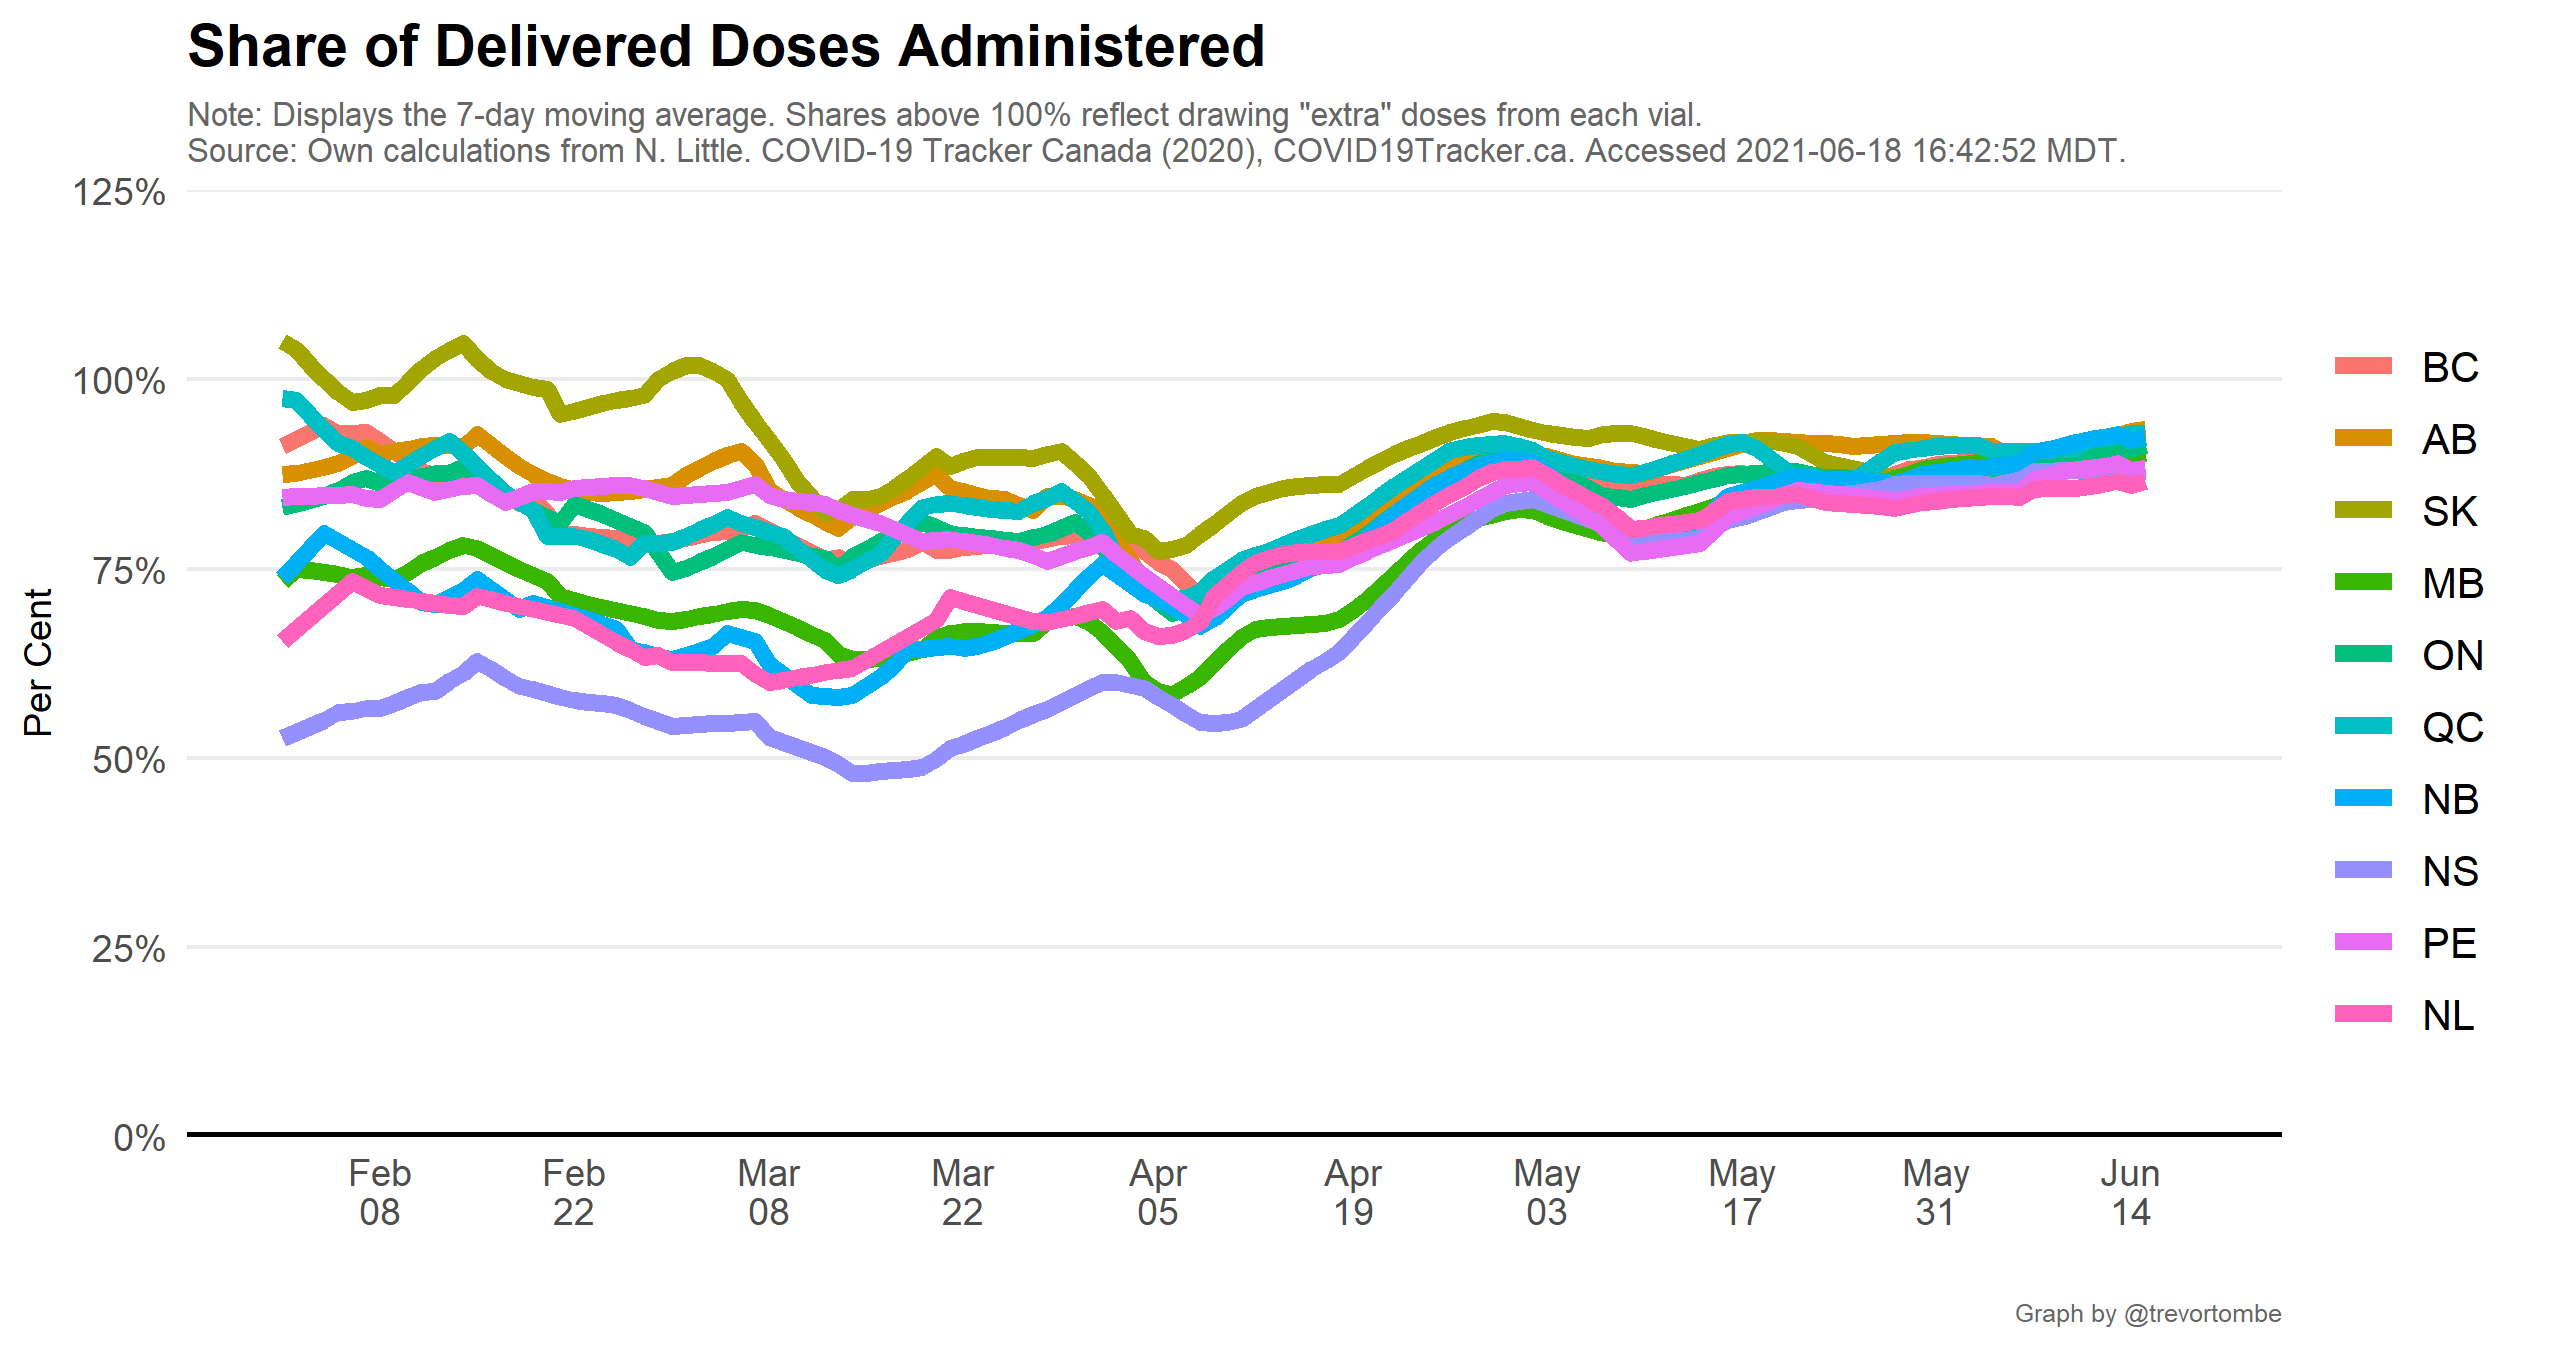 Share of Delivered Doses Administered
Note: Displays the 7-day moving average. Shares above 100% reflect drawing "extra" doses from each vial.
Source: Own calculations from N. Little. COVID-19 Tracker Canada (2020), COVID19Tracker.ca. Accessed 2021-06-18 16:42:52 MDT.
Per Cent
125%
100%
75%
50%
25%
0%
Feb 08
Feb 22
Mar 08
Mar 22
Apr 05
Apr 19
May 03
May 17
May 31
Jun 14
BC
AB
SK
MB
ON
QC
NB
NS
PE
NL
Graph by @trevortombe